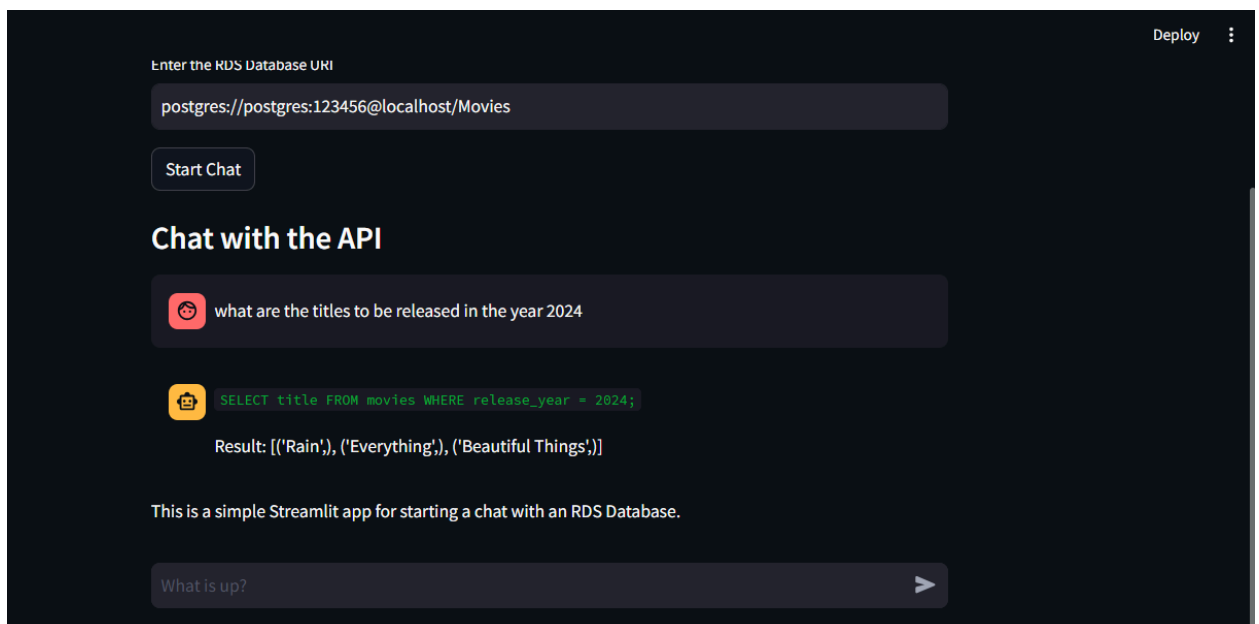 Deploy
Enter the RDS Database URI
postgres://postgres:123456@localhost/Movies
Start Chat
Chat with the API
what are the titles to be released in the year 2024
SELECT title FROM movies WHERE release_year = 2024;
Result: [('Rain',), ('Everything',), ('Beautiful Things',)]
This is a simple Streamlit app for starting a chat with an RDS Database.
What is up?